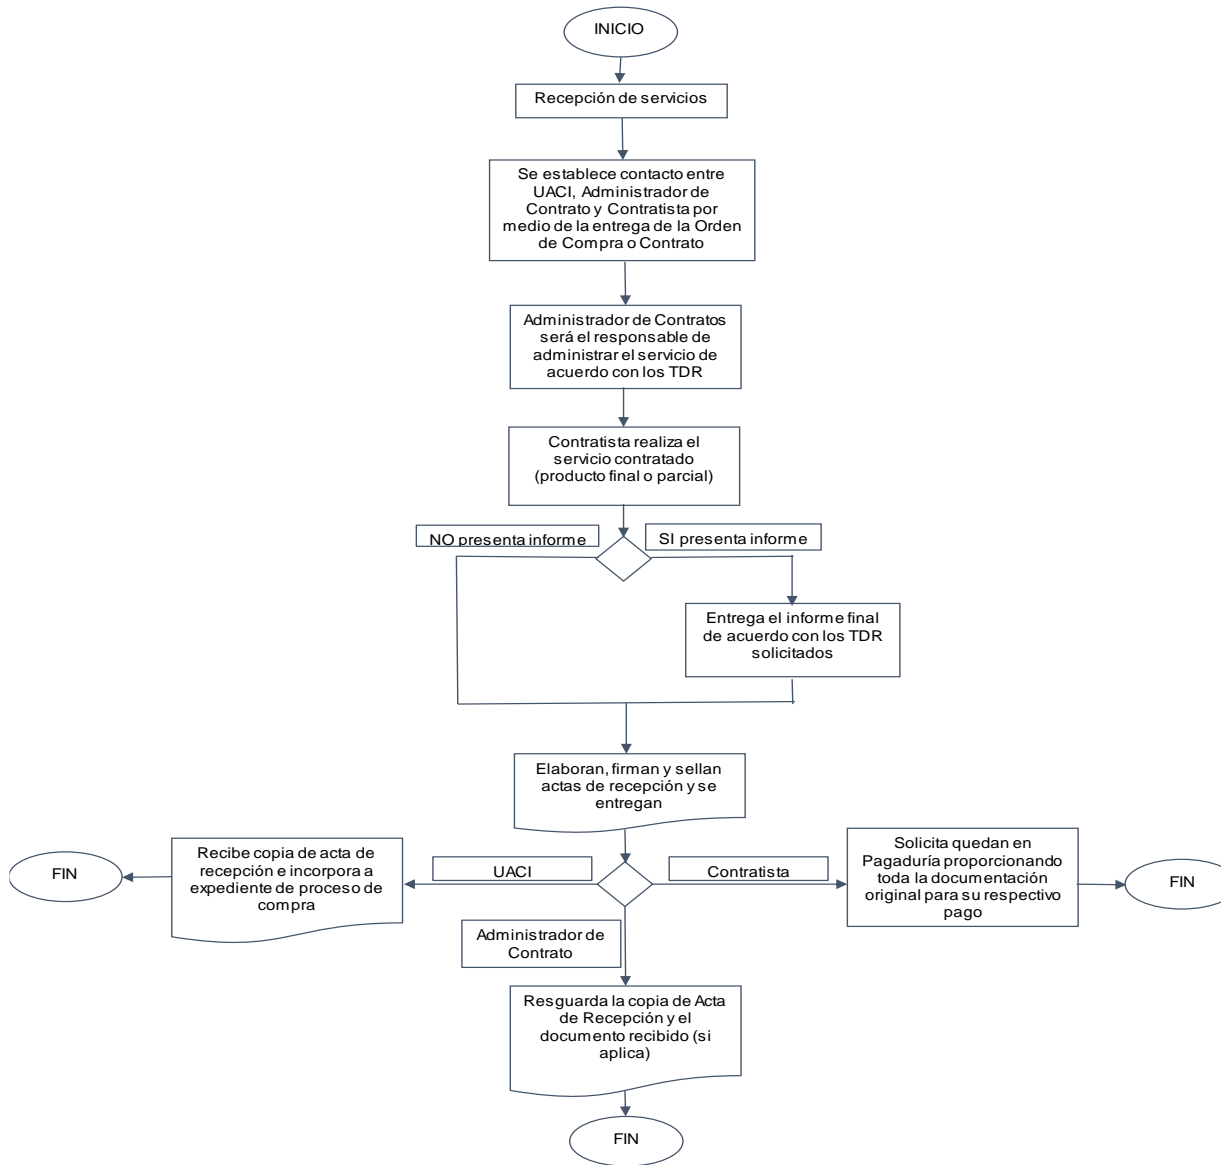 INICIO
Recepción de servicios
Se establece contacto entre
UACI, Administrador de
Contrato y Contratista por
medio de la entrega de la Orden
de Compra o Contrato
Administrador de Contratos
será el responsable de
administrar el servicio de
acuerdo con los TDR
Contratista realiza el
servicio contratado
(producto final o parcial)
NO presenta informe
SI presenta informe
Entrega el informe final
de acuerdo con los TDR
solicitados
Elaboran, firman y sellan
actas de recepción y se
entregan
UACI
Contratista
Recibe copia de acta de
recepción e incorpora a
expediente de proceso de
compra
FIN
Solicita quedan en
Pagaduría proporcionando
toda la documentación
original para su respectivo
pago
FIN
Administrador de
Contrato
Resguarda la copia de Acta
de Recepción y el
documento recibido (si
aplica)
FIN